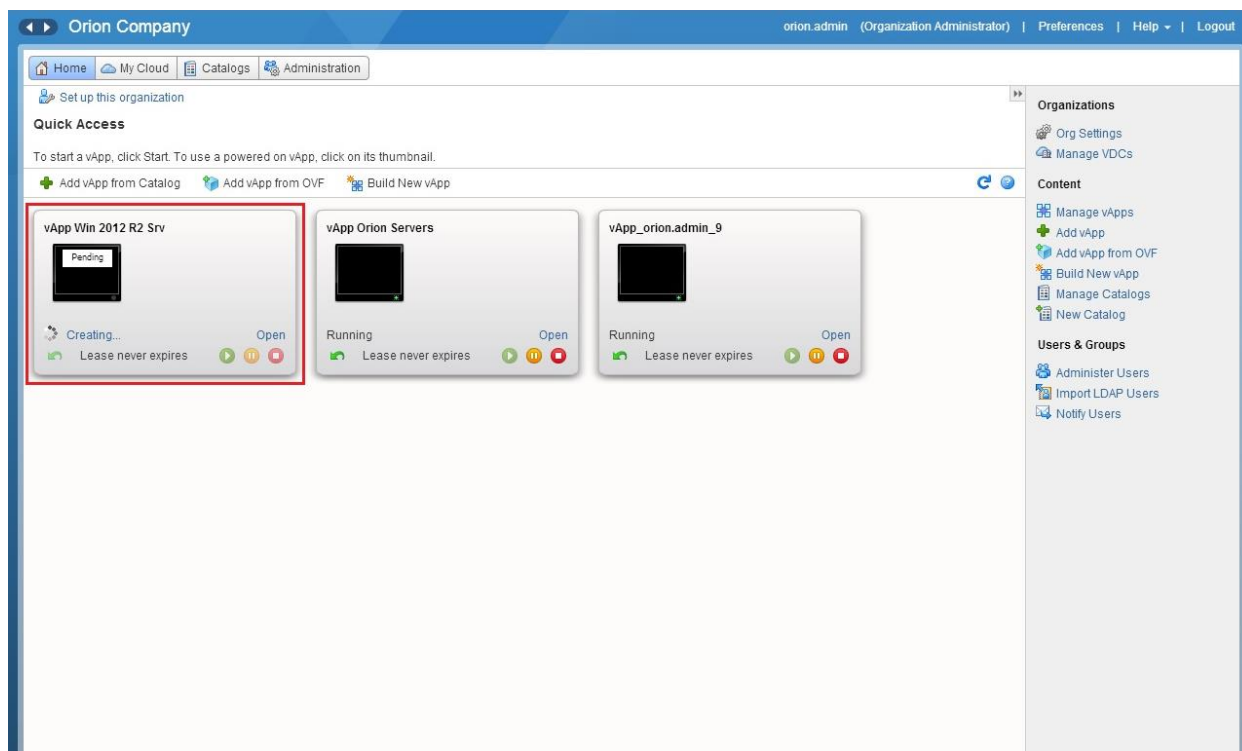 Orion Company
orion.admin (Organization Administrator) | Preferences | Help | Logout
Home My Cloud Catalogs Administration
Set up this organization
Quick Access
To start a vApp, click Start. To use a powered on vApp, click on its thumbnail.
Add vApp from Catalog Add vApp from OVF Build New vApp
vApp Win 2012 R2 Srv
Pending
Creating... Open
Lease never expires
vApp Orion Servers
Running Open
Lease never expires
vApp_orion.admin_9
Running Open
Lease never expires
Organizations
Org Settings
Manage VDCs
Content
Manage vApps
Add vApp
Add vApp from OVF
Build New vApp
Manage Catalogs
New Catalog
Users & Groups
Administer Users
Import LDAP Users
Notify Users